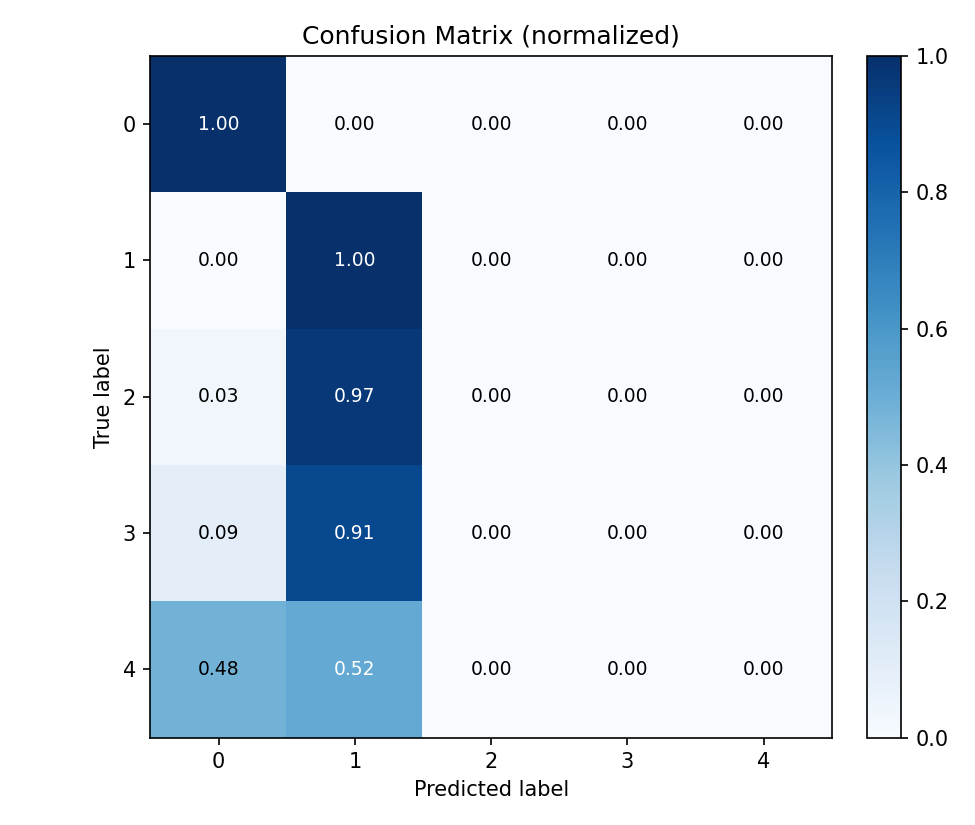 Confusion Matrix (normalized)
True label
0 1.00 0.00 0.00 0.00 0.00
1 0.00 1.00 0.00 0.00 0.00
2 0.03 0.97 0.00 0.00 0.00
3 0.09 0.91 0.00 0.00 0.00
4 0.48 0.52 0.00 0.00 0.00
0 1 2 3 4
Predicted label
1.0
0.8
0.6
0.4
0.2
0.0